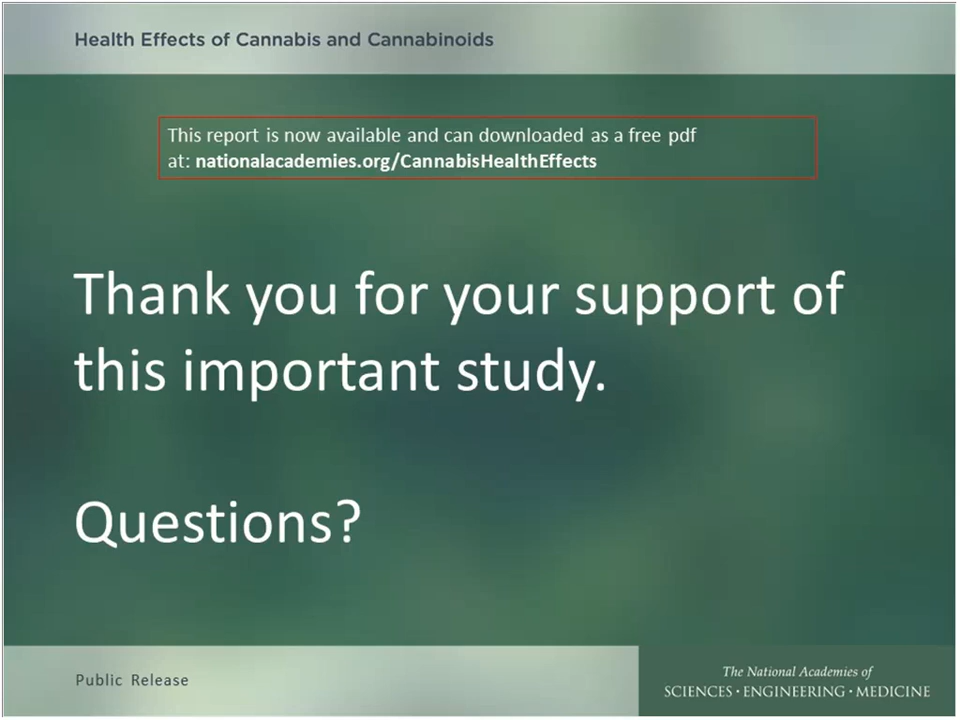 Health Effects of Cannabis and Cannabinoids
This report is now available and can downloaded as a free pdf
at: nationalacademies.org/CannabisHealthEffects
Thank you for your support of
this important study.
Questions?
Public Release
The National Academies of
SCIENCES • ENGINEERING • MEDICINE